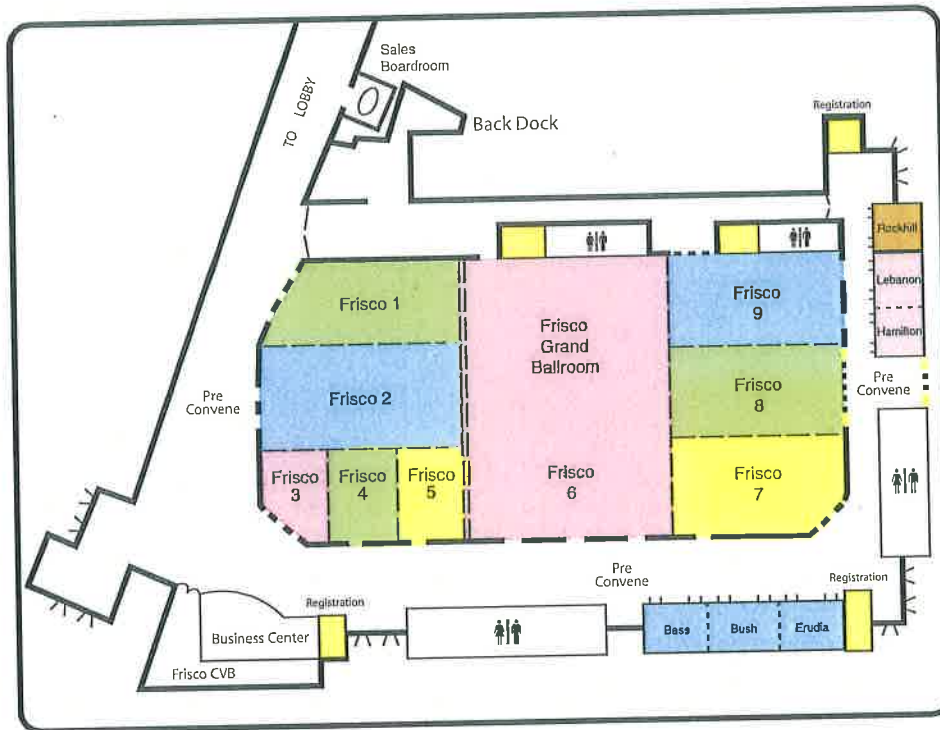 Sales
Boardroom
TO LOBBY
Back Dock
Registration
Rockhill
Lebanon
Hamilton
Frisco 1
Frisco
Grand
Ballroom
Frisco
9
Frisco 2
Frisco
8
Pre
Convene
Pre
Convene
Frisco
3
Frisco
4
Frisco
5
Frisco
6
Frisco
7
Pre
Convene
Registration
Registration
Business Center
Bass
Bush
Erudia
Frisco CVB